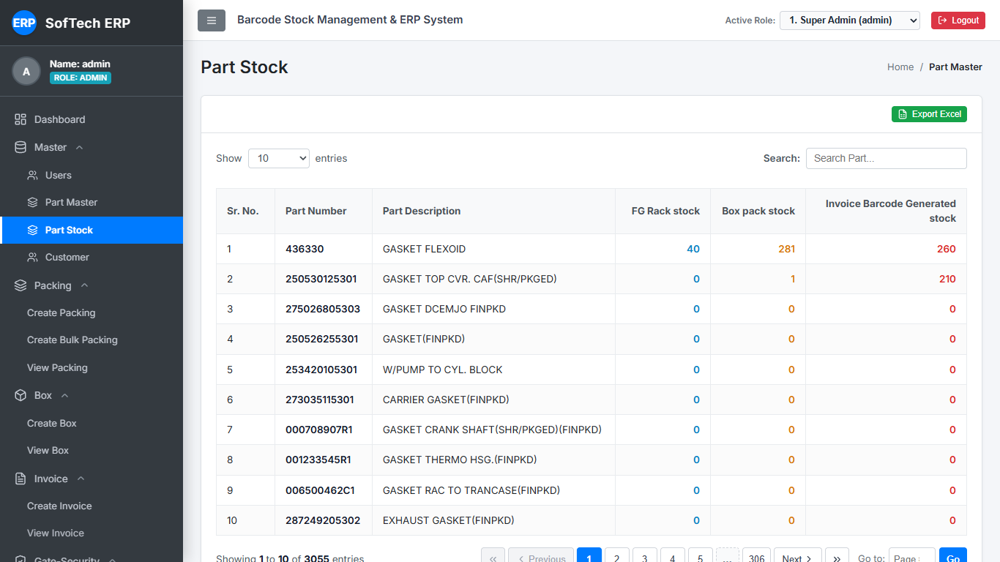 ERP SofTech ERP
Barcode Stock Management & ERP System
Active Role: 1. Super Admin (admin) Logout
A
Name: admin
ROLE: ADMIN
Dashboard
Master
Users
Part Master
Part Stock
Customer
Packing
Create Packing
Create Bulk Packing
View Packing
Box
Create Box
View Box
Invoice
Create Invoice
View Invoice
Gate-Security
Part Stock
Home / Part Master
Export Excel
Show 10 entries
Search: Search Part...
Sr. No. Part Number Part Description FG Rack stock Box pack stock Invoice Barcode Generated
stock
1 436330 GASKET FLEXOID 40 281 260
2 250530125301 GASKET TOP CVR. CAF(SHR/PKGED) 0 1 210
3 275026805303 GASKET DCEMJO FINPKD 0 0 0
4 250526255301 GASKET(FINPKD) 0 0 0
5 253420105301 W/PUMP TO CYL. BLOCK 0 0 0
6 273035115301 CARRIER GASKET(FINPKD) 0 0 0
7 000708907R1 GASKET CRANK SHAFT(SHR/PKGED)(FINPKD) 0 0 0
8 001233545R1 GASKET THERMO HSG.(FINPKD) 0 0 0
9 006500462C1 GASKET RAC TO TRANCASE(FINPKD) 0 0 0
10 287249205302 EXHAUST GASKET(FINPKD) 0 0 0
Showing 1 to 10 of 3055 entries
« Previous 1 2 3 4 5 ... 306 Next » Go to: Page Go